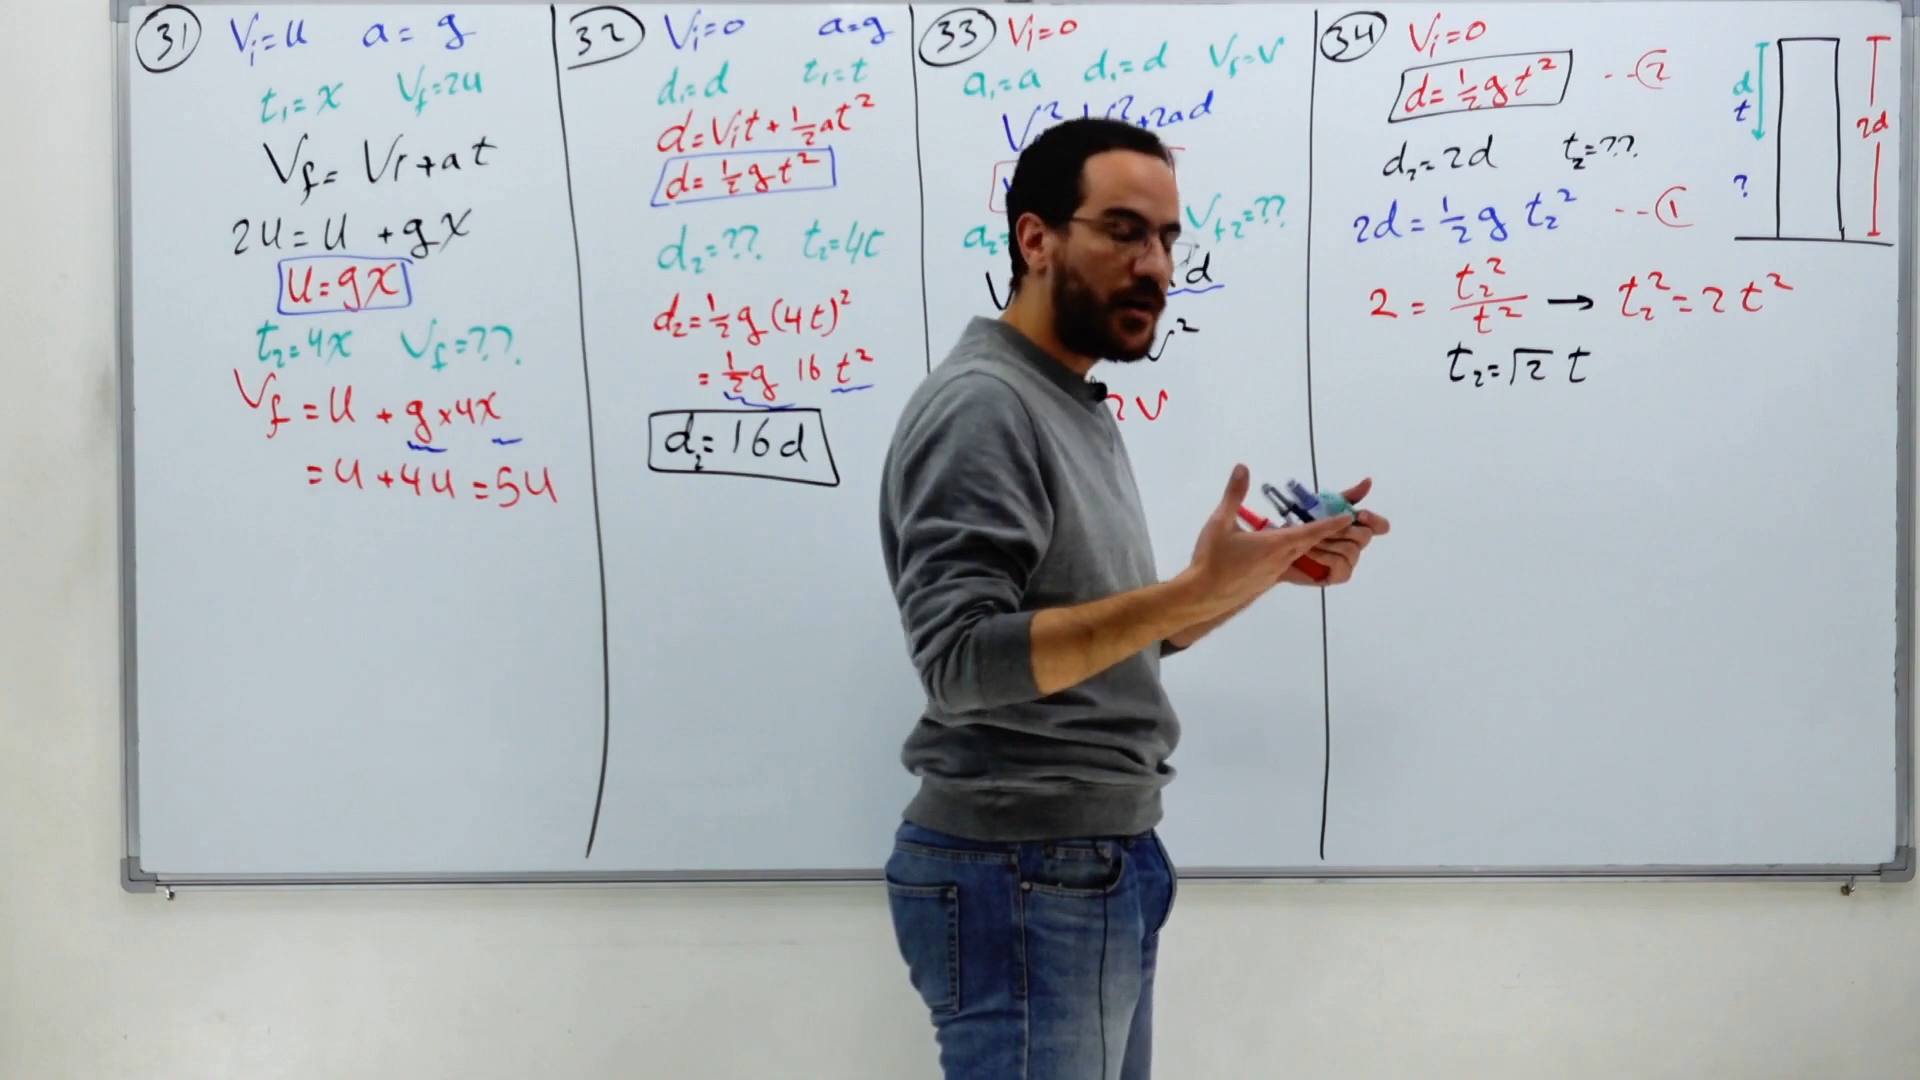 31 Vi=u a=g
t1=x Vf=2u
Vf=Vi+at
2u=u+gx
u=gx
t2=4x Vf=??
Vf=u+g×4x
=u+4u=5u
32 Vi=0 a=g
d1=d t1=t
d=Vit+½at²
d=½gt²
d2=?? t2=4t
d2=½g(4t)²
=½g 16 t²
d2=16d
33 Vi=0
a1=a d1=d Vf=V
+2ad
Vf2=??
d
34 Vi=0
d=½gt² --②
d2=2d t2=??
2d=½g t2² --①
2=t2²/t² → t2²=2t²
t2=√2 t
d
t
?
2d